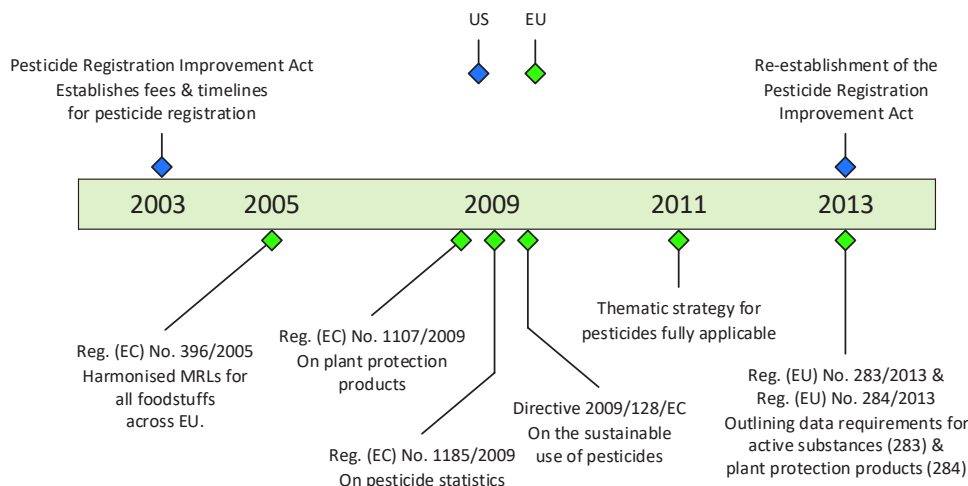 US
EU
Pesticide Registration Improvement Act
Establishes fees & timelines
for pesticide registration
Re-establishment of the
Pesticide Registration
Improvement Act
2003
2005
2009
2011
2013
Reg. (EC) No. 396/2005
Harmonised MRLs for
all foodstuffs
across EU.
Reg. (EC) No. 1107/2009
On plant protection
products
Reg. (EC) No. 1185/2009
On pesticide statistics
Directive 2009/128/EC
On the sustainable
use of pesticides
Thematic strategy for
pesticides fully applicable
Reg. (EU) No. 283/2013 &
Reg. (EU) No. 284/2013
Outlining data requirements for
active substances (283) &
plant protection products (284)